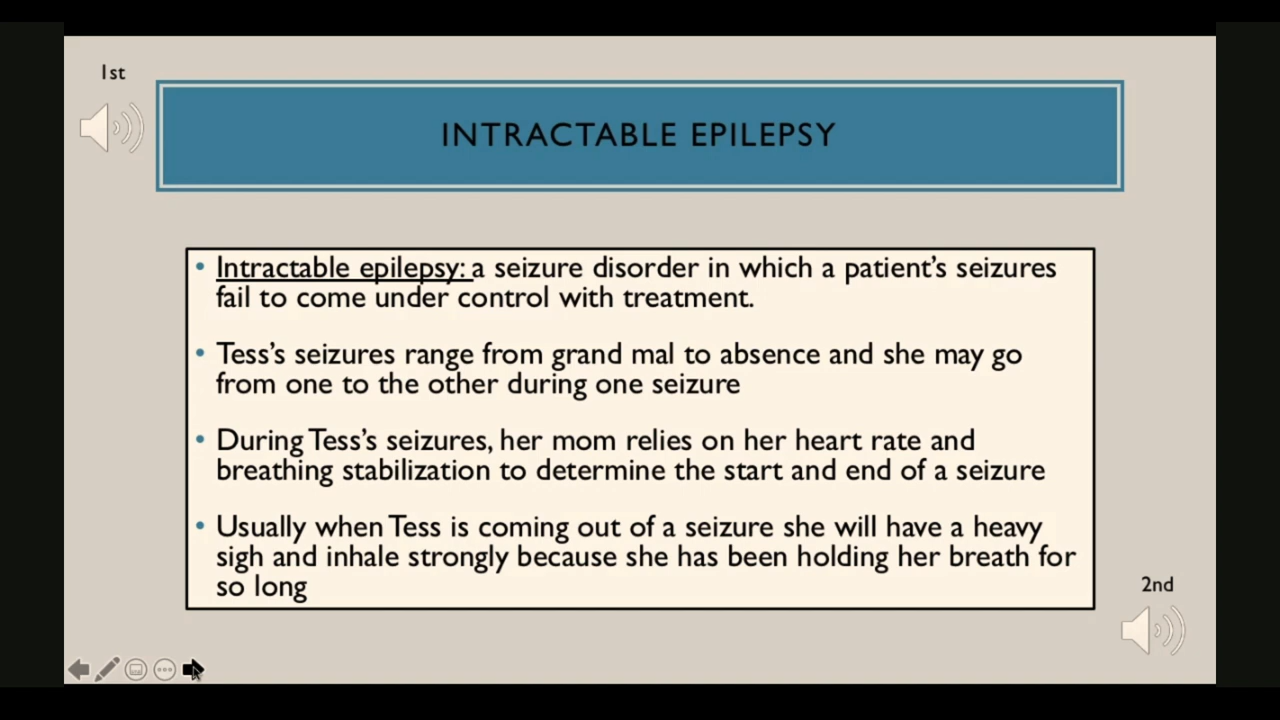 1st
INTRACTABLE EPILEPSY
• Intractable epilepsy: a seizure disorder in which a patient's seizures
fail to come under control with treatment.
• Tess's seizures range from grand mal to absence and she may go
from one to the other during one seizure
• During Tess's seizures, her mom relies on her heart rate and
breathing stabilization to determine the start and end of a seizure
• Usually when Tess is coming out of a seizure she will have a heavy
sigh and inhale strongly because she has been holding her breath for
so long
2nd